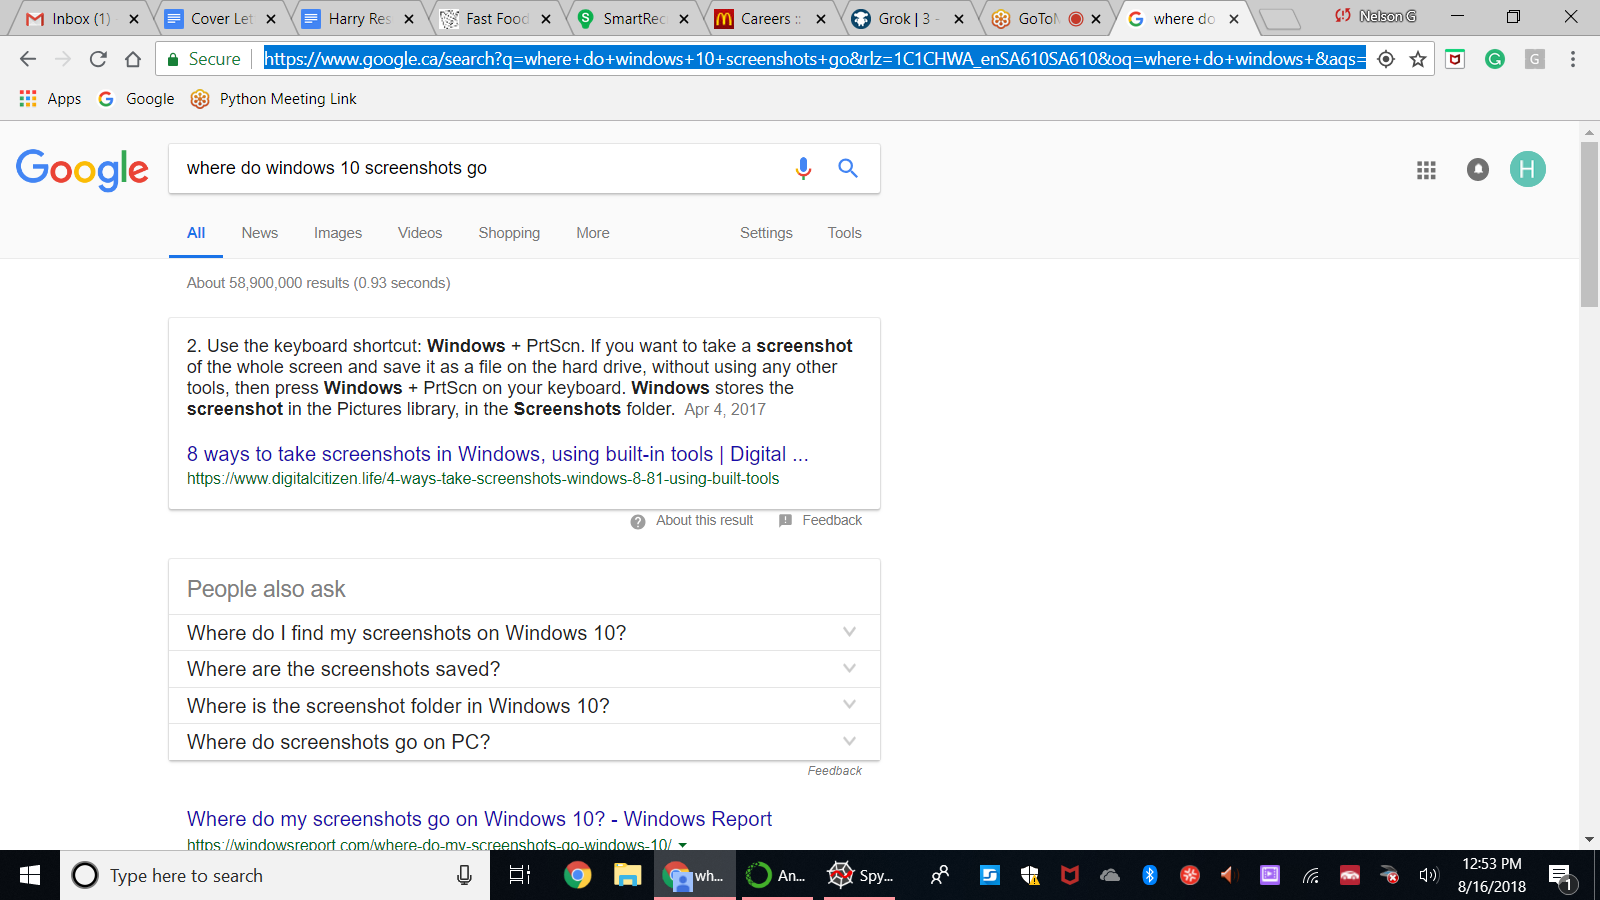 Inbox (1)
Cover Let
Harry Res
Fast Food
SmartRec
Careers ::
Grok | 3 -
GoToM
where do
Nelson G
Secure
https://www.google.ca/search?q=where+do+windows+10+screenshots+go&rlz=1C1CHWA_enSA610SA610&oq=where+do+windows+&aqs=
Apps
Google
Python Meeting Link
Google
where do windows 10 screenshots go
H
All
News
Images
Videos
Shopping
More
Settings
Tools
About 58,900,000 results (0.93 seconds)
2. Use the keyboard shortcut: Windows + PrtScn. If you want to take a screenshot
of the whole screen and save it as a file on the hard drive, without using any other
tools, then press Windows + PrtScn on your keyboard. Windows stores the
screenshot in the Pictures library, in the Screenshots folder. Apr 4, 2017
8 ways to take screenshots in Windows, using built-in tools | Digital ...
https://www.digitalcitizen.life/4-ways-take-screenshots-windows-8-81-using-built-tools
About this result
Feedback
People also ask
Where do I find my screenshots on Windows 10?
Where are the screenshots saved?
Where is the screenshot folder in Windows 10?
Where do screenshots go on PC?
Feedback
Where do my screenshots go on Windows 10? - Windows Report
https://windowsreport.com/where-do-my-screenshots-go-windows-10/
Type here to search
wh...
An...
Spy...
12:53 PM
8/16/2018
1